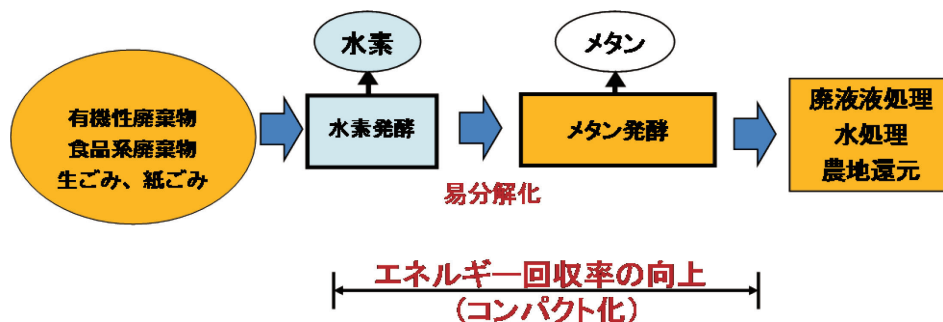 水素
メタン
有機性廃棄物
食品系廃棄物
生ごみ、紙ごみ
水素発酵
メタン発酵
廃液液処理
水処理
農地還元
易分解化
エネルギー回収率の向上
(コンパクト化)